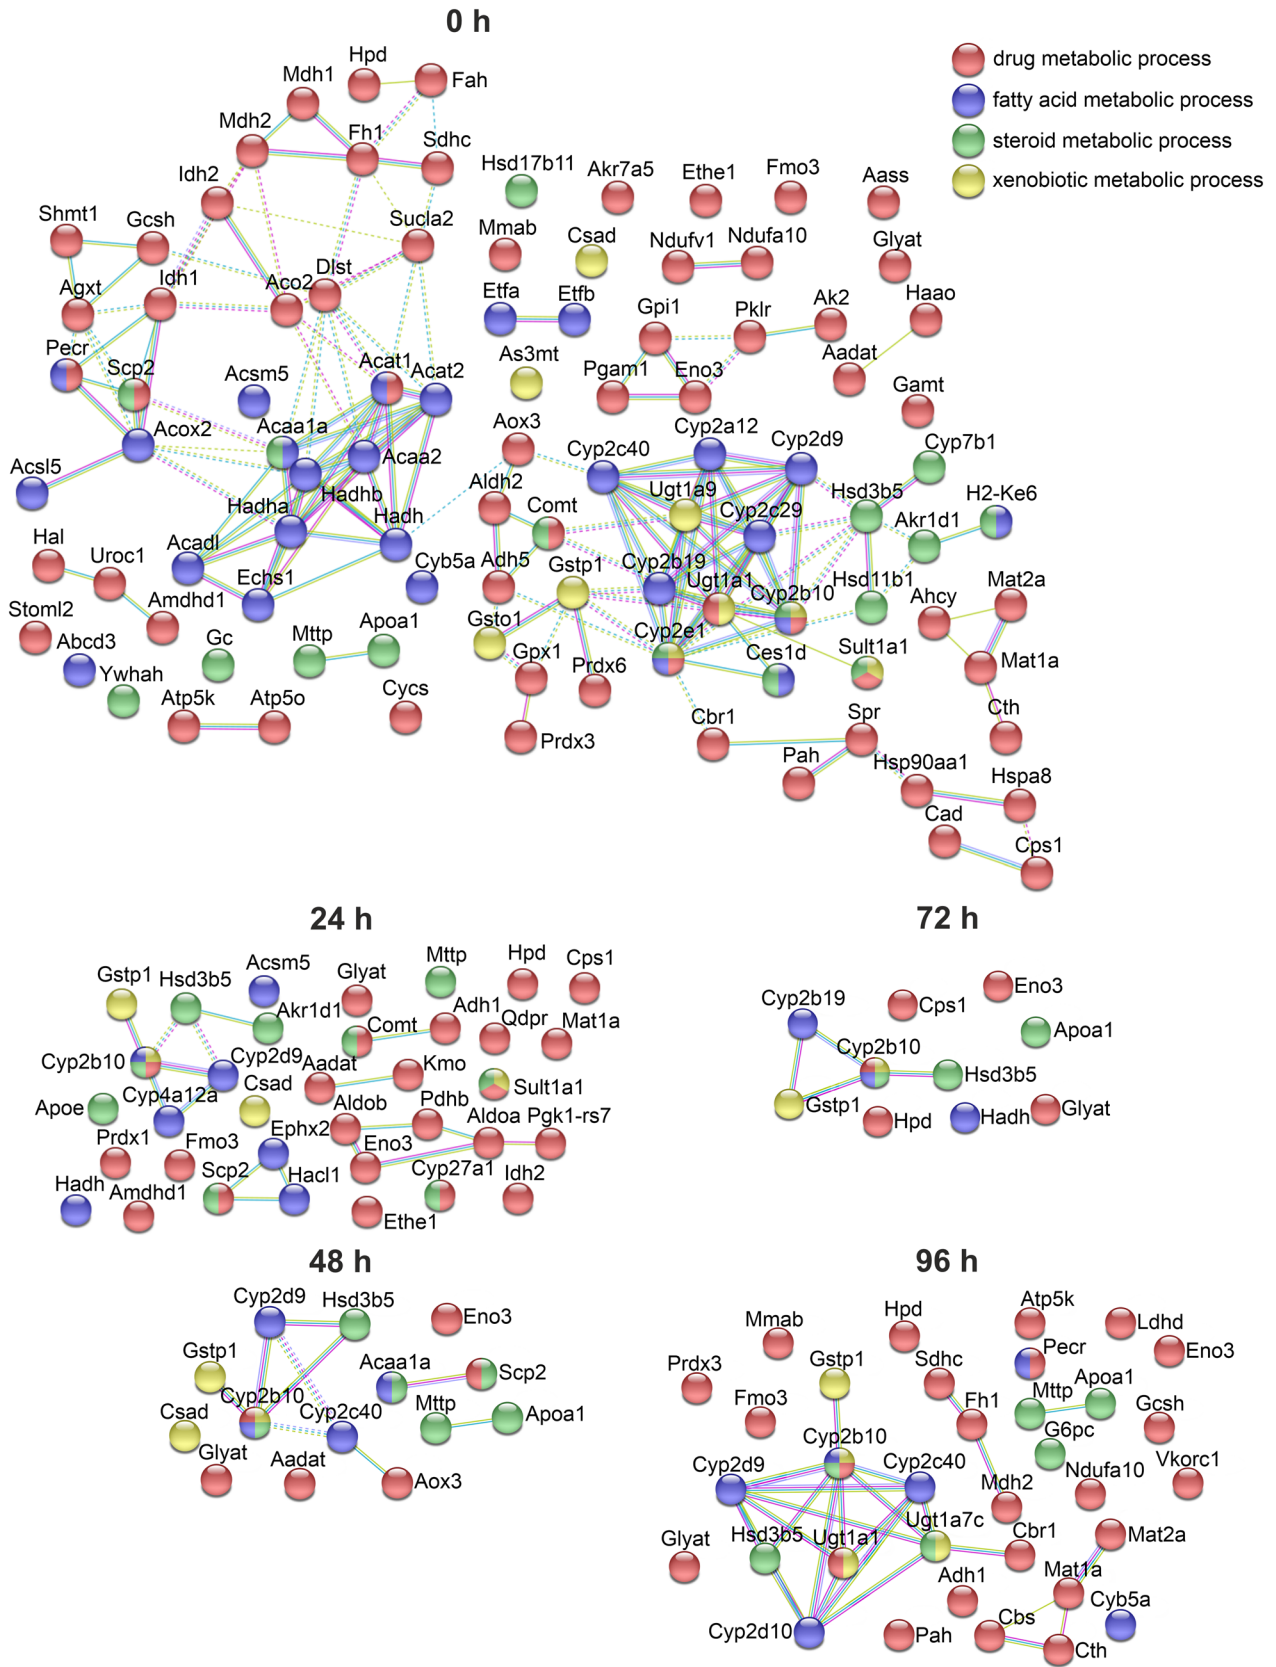 0 h
Hpd
Fah
Mdh1
Mdh2
Fh1
Sdhc
Idh2
Shmt1
Gcsh
Sucla2
Agxt
Idh1
Aco2
Dlst
Pecr
Scp2
Acsm5
Acat1
Acat2
Acox2
Acaa1a
Acaa2
Acsl5
Hadhb
Hadha
Hadh
Hal
Uroc1
Acadl
Echs1
Cyb5a
Stoml2
Amdhd1
Abcd3
Gc
Mttp
Apoa1
Ywhah
Atp5k
Atp5o
Cycs
drug metabolic process
fatty acid metabolic process
steroid metabolic process
xenobiotic metabolic process
Hsd17b11
Akr7a5
Ethe1
Fmo3
Aass
Mmab
Csad
Ndufv1
Ndufa10
Glyat
Etfa
Etfb
Gpi1
Pklr
Ak2
Haao
As3mt
Pgam1
Eno3
Aadat
Gamt
Aox3
Cyp2c40
Cyp2a12
Cyp2d9
Cyp7b1
Aldh2
Comt
Ugt1a9
Cyp2c29
Hsd3b5
H2-Ke6
Akr1d1
Adh5
Gstp1
Cyp2b19
Ugt1a1
Cyp2b10
Hsd11b1
Mat2a
Ahcy
Gsto1
Gpx1
Cyp2e1
Prdx6
Ces1d
Sult1a1
Mat1a
Cth
Prdx3
Cbr1
Spr
Pah
Hsp90aa1
Hspa8
Cad
Cps1
24 h
Gstp1
Hsd3b5
Acsm5
Glyat
Mttp
Hpd
Cps1
Akr1d1
Comt
Adh1
Qdpr
Mat1a
Cyp2b10
Cyp2d9
Aadat
Kmo
Cyp4a12a
Csad
Sult1a1
Apoe
Aldob
Pdhb
Aldoa
Pgk1-rs7
Prdx1
Fmo3
Ephx2
Eno3
Scp2
Hacl1
Cyp27a1
Idh2
Hadh
Amdhd1
Ethe1
72 h
Cyp2b19
Cps1
Eno3
Cyp2b10
Apoa1
Hsd3b5
Gstp1
Hpd
Hadh
Glyat
48 h
Cyp2d9
Hsd3b5
Eno3
Gstp1
Acaa1a
Scp2
Cyp2b10
Cyp2c40
Mttp
Apoa1
Csad
Glyat
Aadat
Aox3
96 h
Mmab
Hpd
Atp5k
Ldhd
Prdx3
Gstp1
Sdhc
Pecr
Eno3
Fmo3
Fh1
Mttp
Apoa1
Gcsh
Cyp2b10
G6pc
Cyp2d9
Cyp2c40
Mdh2
Ndufa10
Vkorc1
Glyat
Hsd3b5
Ugt1a1
Ugt1a7c
Cbr1
Mat2a
Adh1
Mat1a
Cyb5a
Cyp2d10
Pah
Cbs
Cth